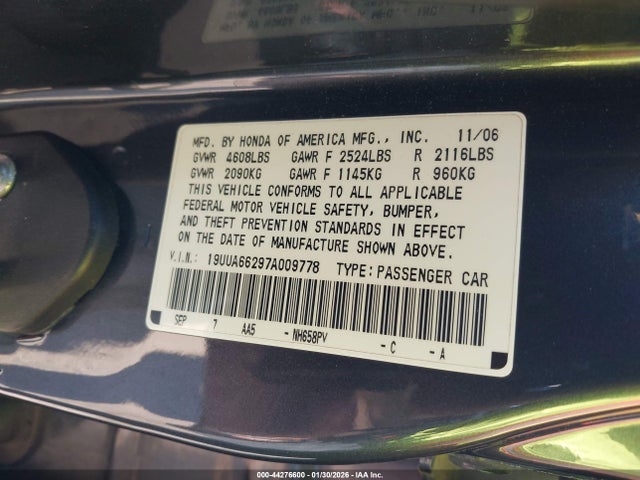 MFD. BY HONDA OF AMERICA MFG., INC. 11/06
GVWR 4608LBS GAWR F 2524LBS R 2116LBS
GVWR 2090KG GAWR F 1145KG R 960KG
THIS VEHICLE CONFORMS TO ALL APPLICABLE
FEDERAL MOTOR VEHICLE SAFETY, BUMPER,
AND THEFT PREVENTION STANDARDS IN EFFECT
ON THE DATE OF MANUFACTURE SHOWN ABOVE.
V.I.N.: 19UUA66297A009778 TYPE:PASSENGER CAR
SEP 7 AA5 -NH658PV -C -A
000-44276600 - 01/30/2026 - IAA Inc.